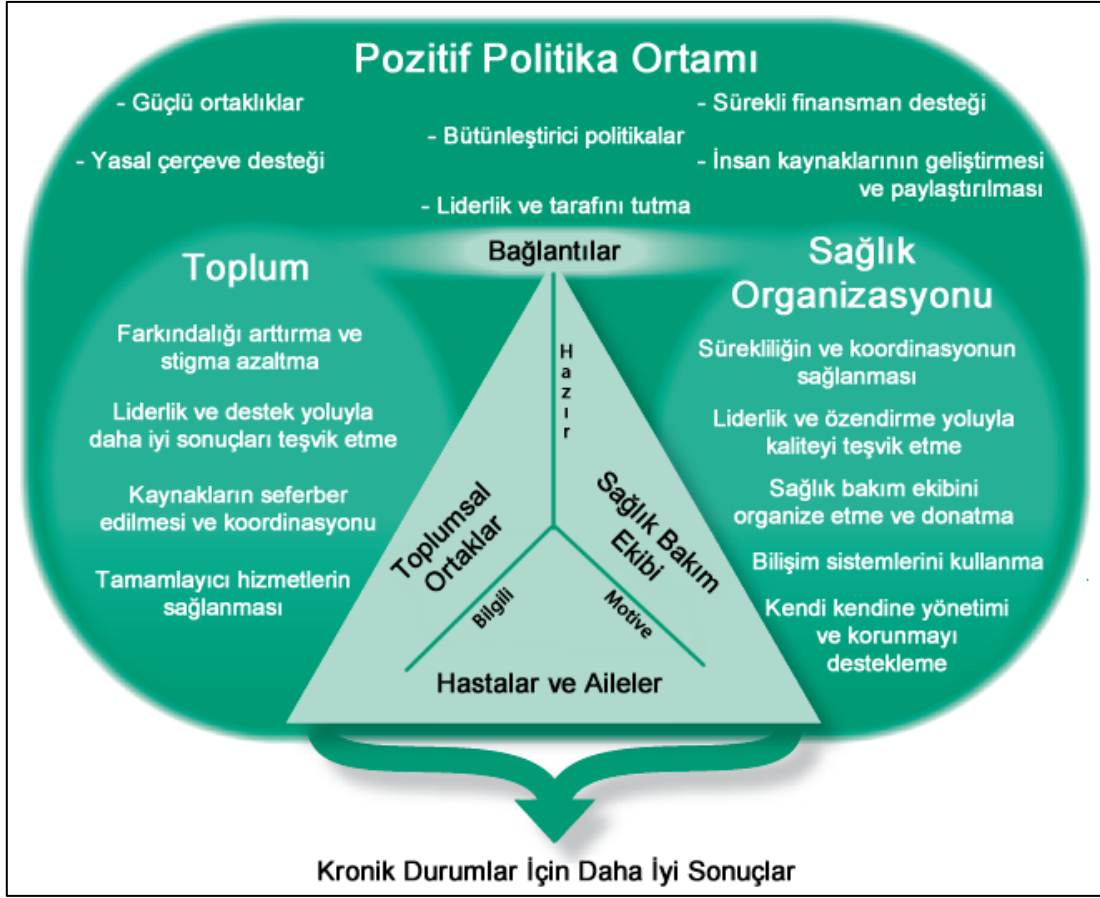 Pozitif Politika Ortamı
- Güçlü ortaklıklar
- Yasal çerçeve desteği
- Bütünleştirici politikalar
- Liderlik ve tarafını tutma
- Sürekli finansman desteği
- İnsan kaynaklarının geliştirmesi
ve paylaştırılması
Bağlantılar
Toplum
Farkındalığı arttırma ve
stigma azaltma
Liderlik ve destek yoluyla
daha iyi sonuçları teşvik etme
Kaynakların seferber
edilmesi ve koordinasyonu
Tamamlayıcı hizmetlerin
sağlanması
Hazır
Toplumsal
Ortaklar
Sağlık Bakım
Ekibi
Bilgili
Motive
Hastalar ve Aileler
Sağlık
Organizasyonu
Sürekliliğin ve koordinasyonun
sağlanması
Liderlik ve özendirme yoluyla
kaliteyi teşvik etme
Sağlık bakım ekibini
organize etme ve donatma
Bilişim sistemlerini kullanma
Kendi kendine yönetimi
ve korunmayı
destekleme
Kronik Durumlar İçin Daha İyi Sonuçlar